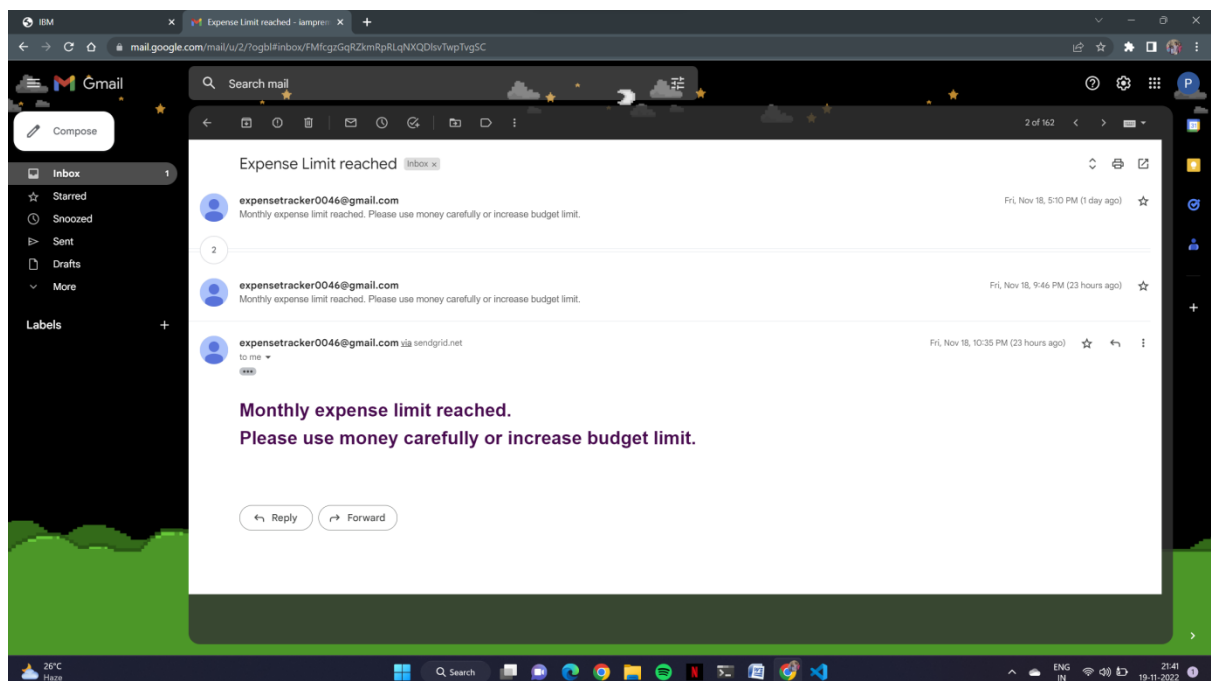 IBM
Expense Limit reached - iampren
mail.google.com/mail/u/2/?ogbl#inbox/FMfcgzGqRZkmRpRLqNXQDlsvTwpTvgSC
Gmail
Search mail
P
Compose
2 of 162
Inbox 1
Starred
Snoozed
Sent
Drafts
More
Labels
Expense Limit reached Inbox x
expensetracker0046@gmail.com Fri, Nov 18, 5:10 PM (1 day ago)
Monthly expense limit reached. Please use money carefully or increase budget limit.
2
expensetracker0046@gmail.com Fri, Nov 18, 9:46 PM (23 hours ago)
Monthly expense limit reached. Please use money carefully or increase budget limit.
expensetracker0046@gmail.com via sendgrid.net Fri, Nov 18, 10:35 PM (23 hours ago)
to me
Monthly expense limit reached.
Please use money carefully or increase budget limit.
Reply Forward
26°C
Haze
Search
N
ENG
IN
21:41
19-11-2022
1